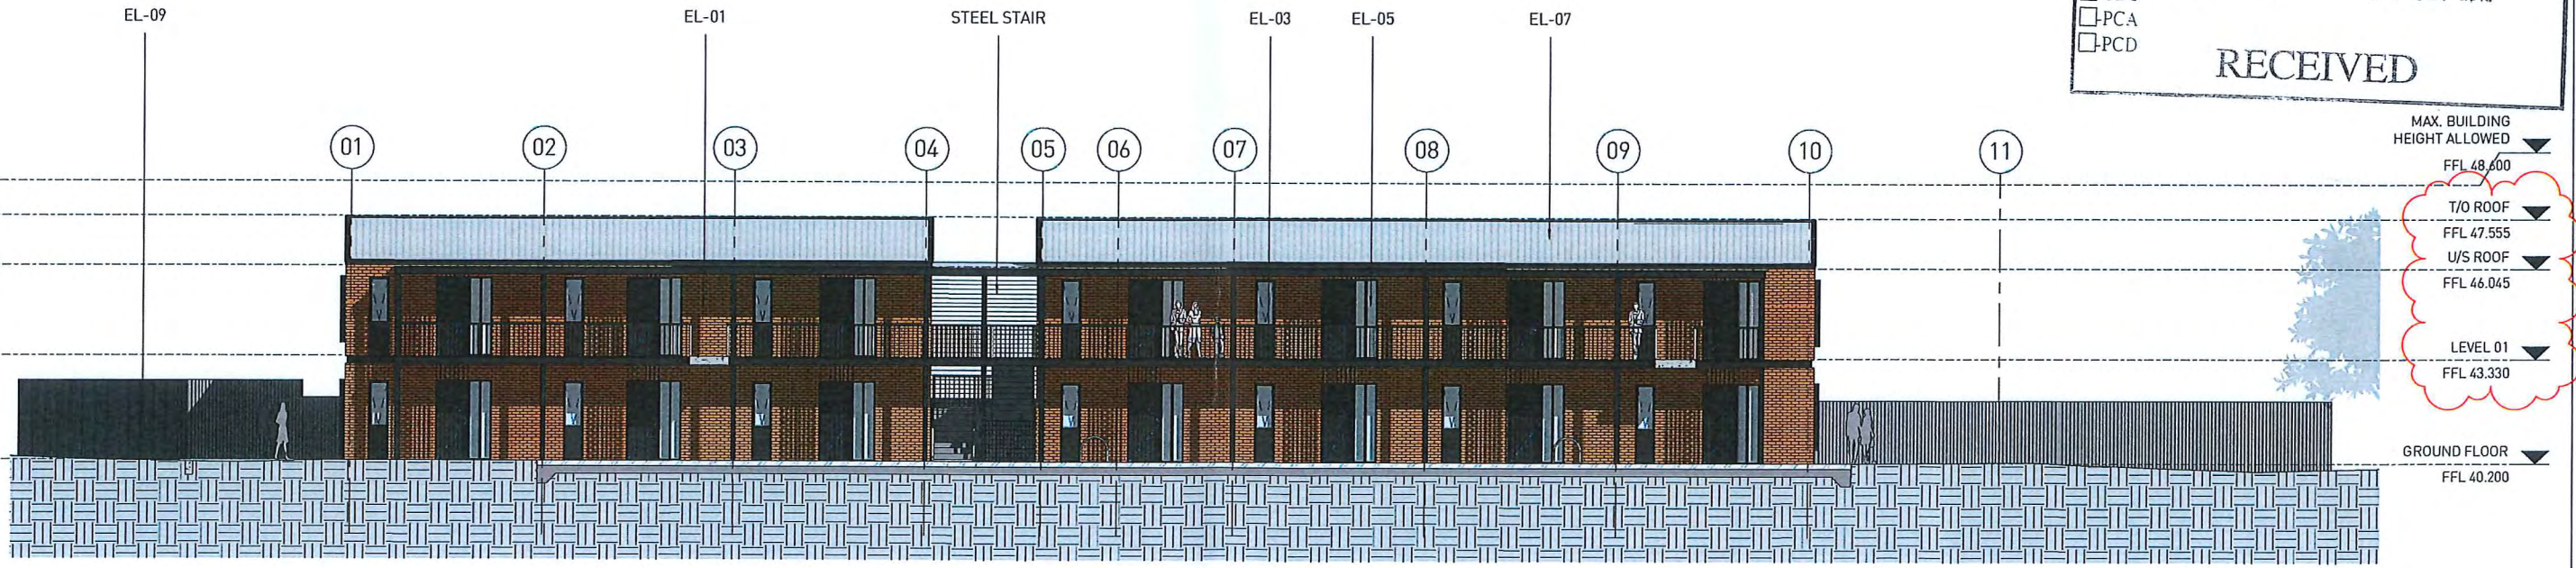 EL-09
EL-01
STEEL STAIR
EL-03
EL-05
EL-07
PCA
PCD
RECEIVED
01
02
03
04
05
06
07
08
09
10
11
MAX. BUILDING
HEIGHT ALLOWED
FFL 48.600
T/O ROOF
FFL 47.555
U/S ROOF
FFL 46.045
LEVEL 01
FFL 43.330
GROUND FLOOR
FFL 40.200